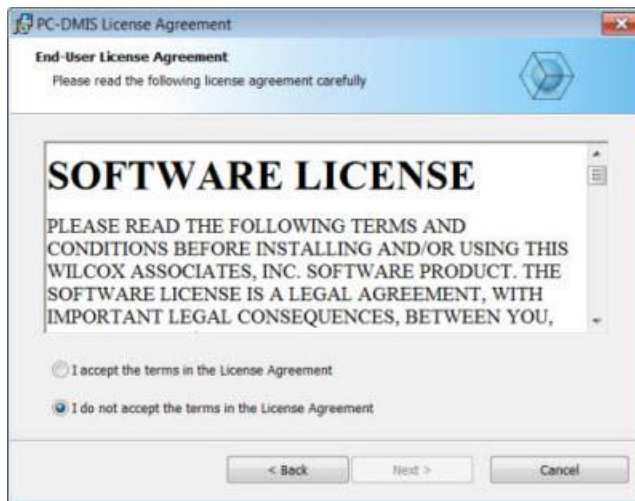 PC-DMIS License Agreement
End-User License Agreement
Please read the following license agreement carefully
SOFTWARE LICENSE
PLEASE READ THE FOLLOWING TERMS AND
CONDITIONS BEFORE INSTALLING AND/OR USING THIS
WILCOX ASSOCIATES, INC. SOFTWARE PRODUCT. THE
SOFTWARE LICENSE IS A LEGAL AGREEMENT, WITH
IMPORTANT LEGAL CONSEQUENCES, BETWEEN YOU,
I accept the terms in the License Agreement
I do not accept the terms in the License Agreement
< Back Next > Cancel